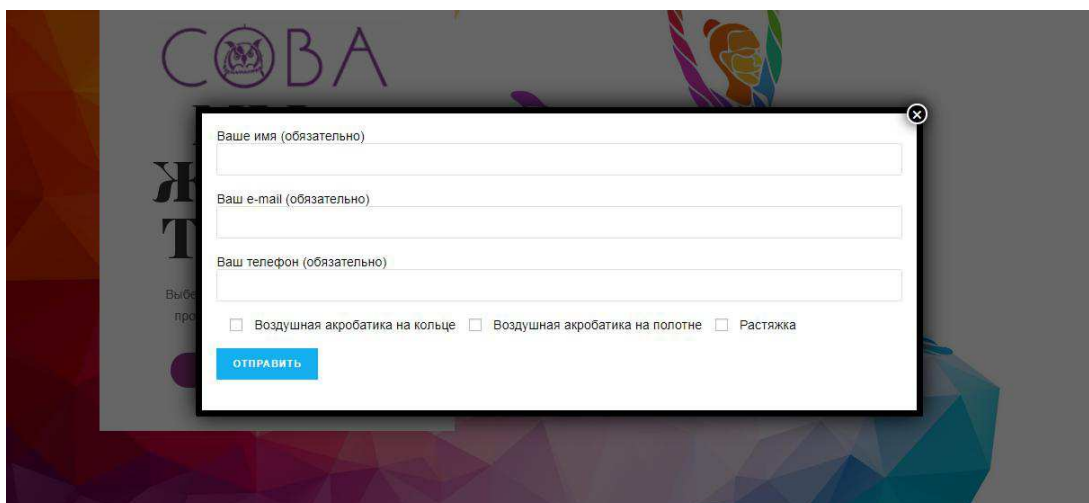 СОВА
Ваше имя (обязательно)
Ваш e-mail (обязательно)
Ваш телефон (обязательно)
Воздушная акробатика на кольце Воздушная акробатика на полотне Растяжка
ОТПРАВИТЬ